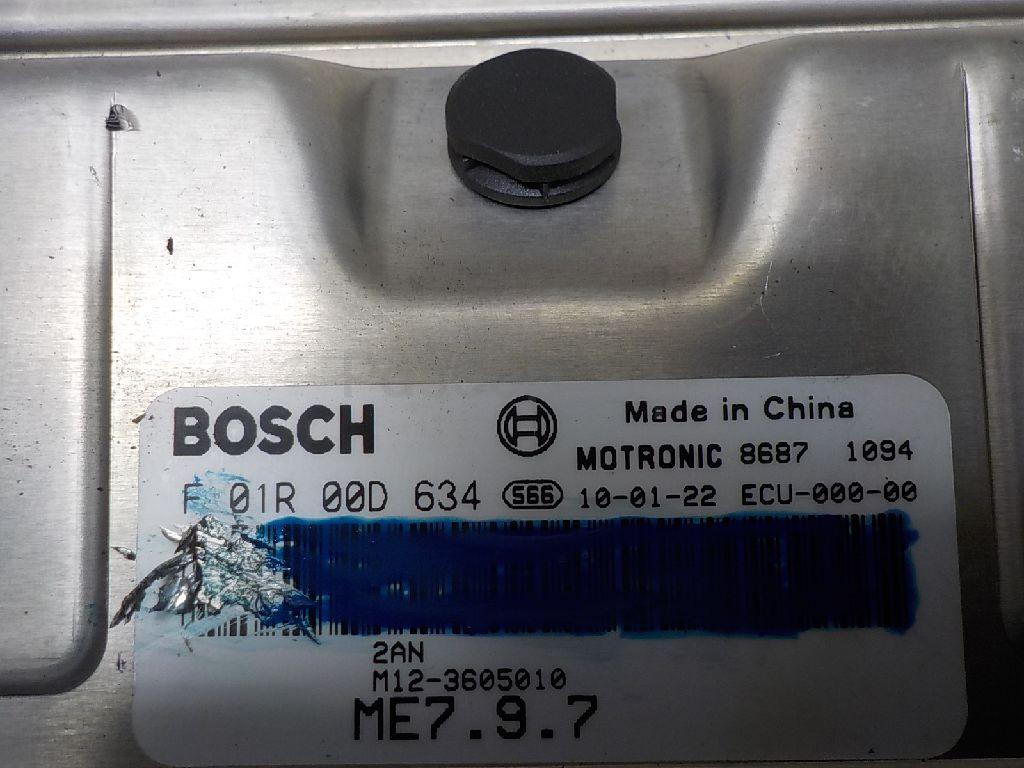 BOSCH
Made in China
MOTRONIC 8687 1094
F 01R 00D 634 566 10-01-22 ECU-000-00
2AN
M12-3605010
ME7.9.7